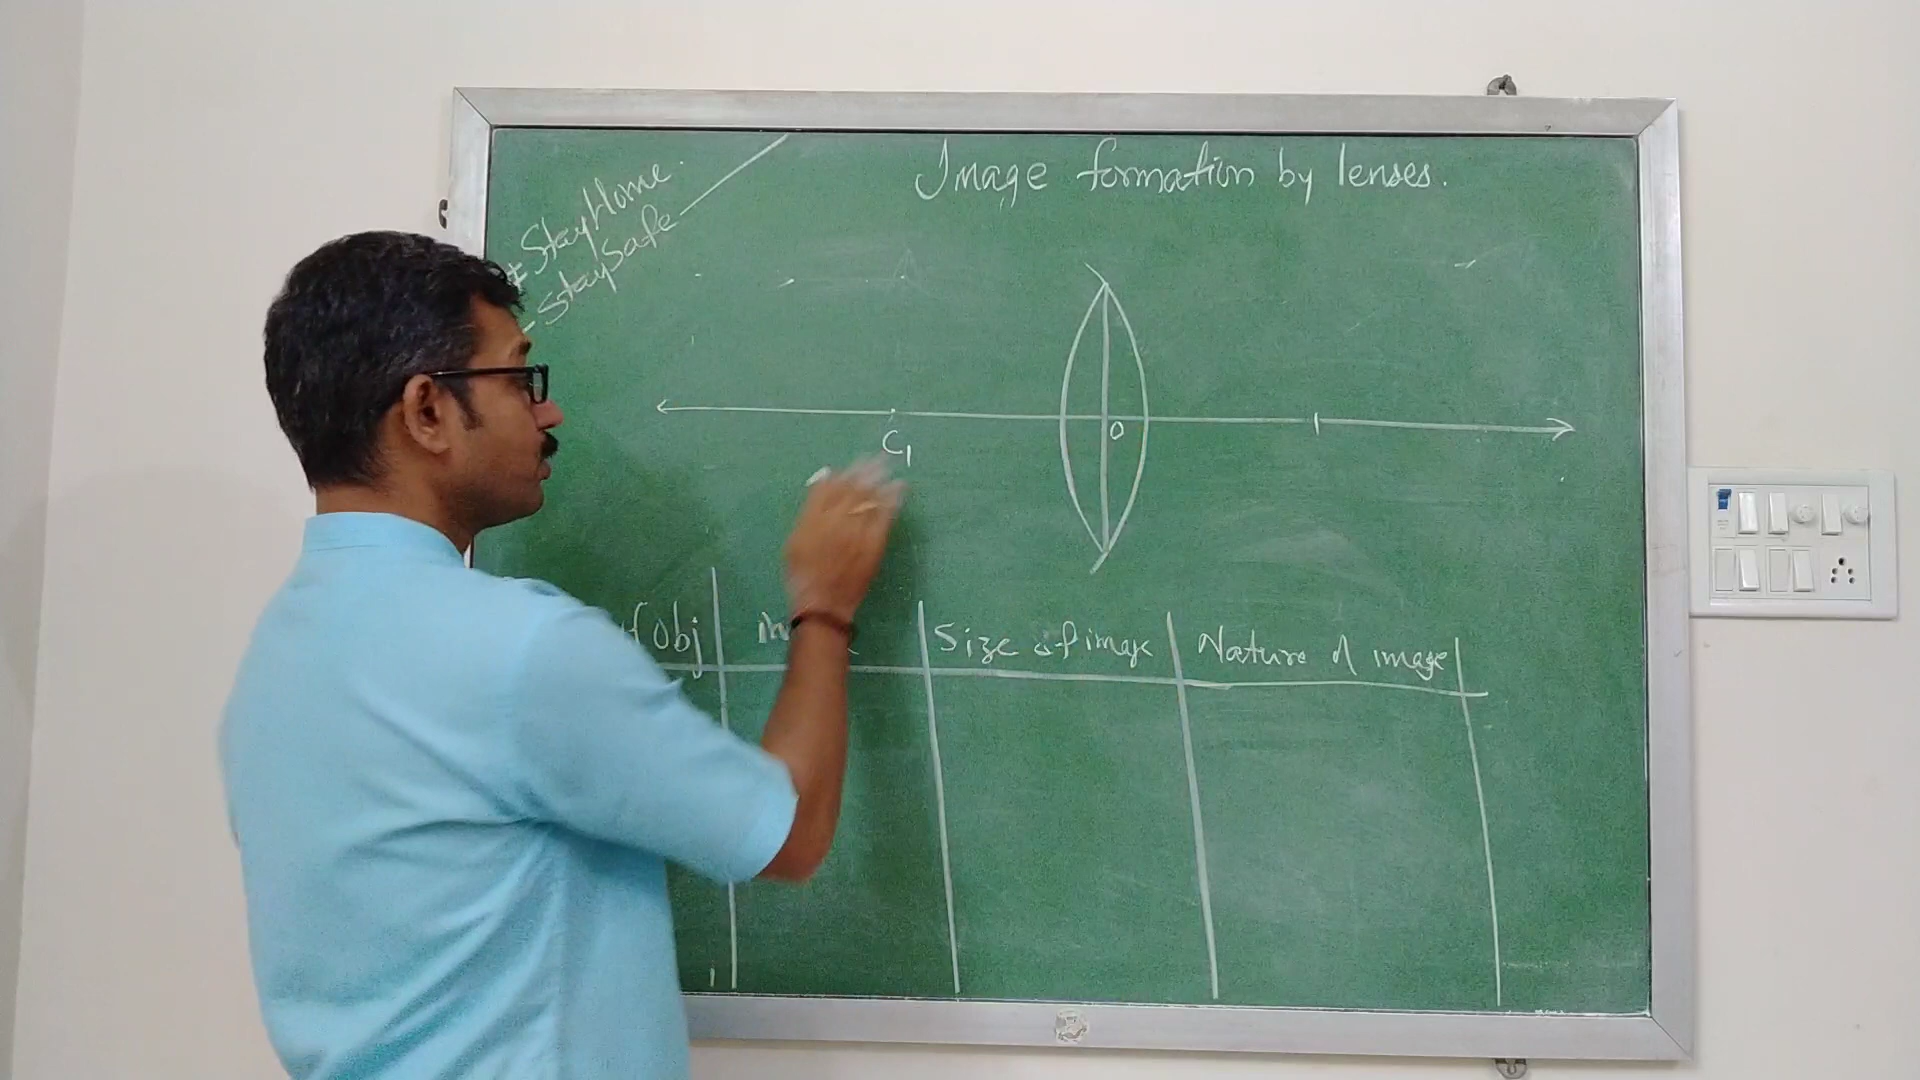 Image formation by lenses.
#StayHome.
StaySafe
C1
O
Obj
Size of image
Nature of image